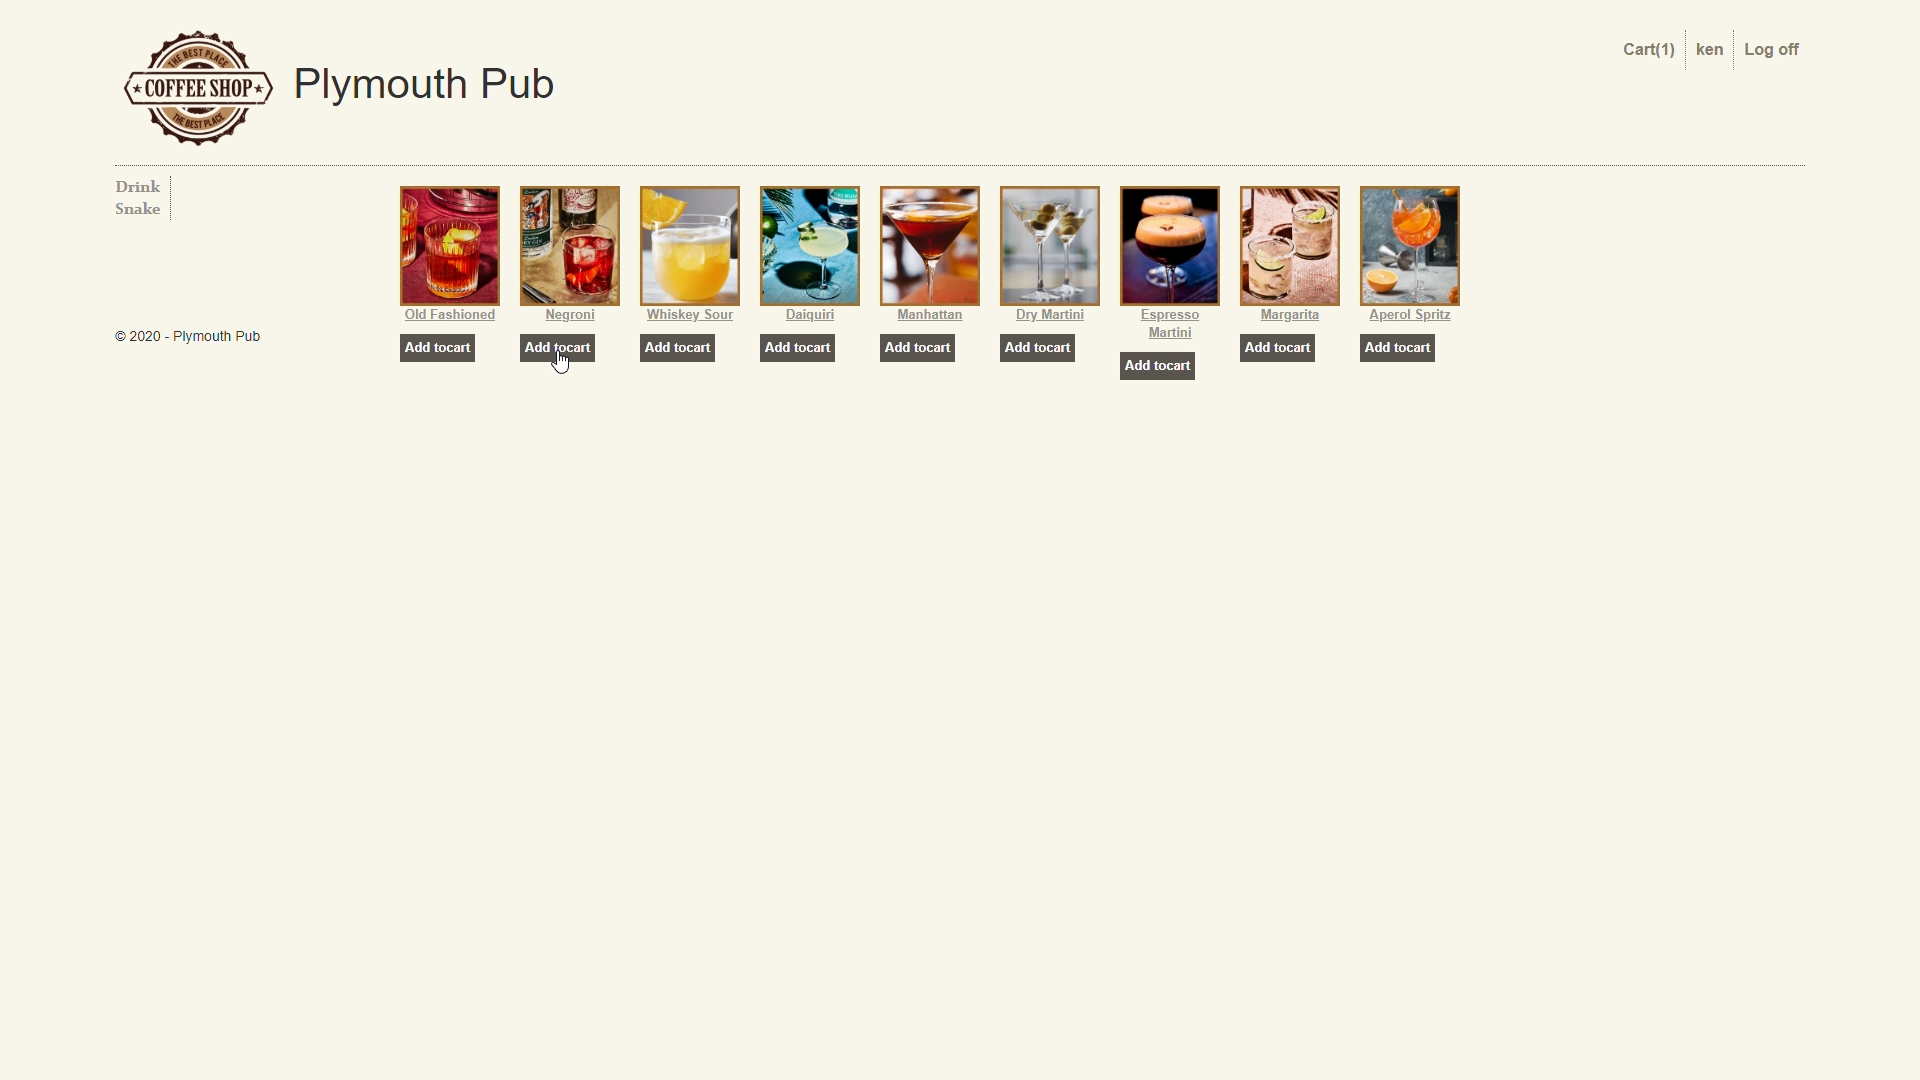 THE BEST PLACE
COFFEE SHOP
THE BEST PLACE
Plymouth Pub
Cart(1)
ken
Log off
Drink
Snake
Old Fashioned
Negroni
Whiskey Sour
Daiquiri
Manhattan
Dry Martini
Espresso
Martini
Margarita
Aperol Spritz
Add tocart
Add tocart
Add tocart
Add tocart
Add tocart
Add tocart
Add tocart
Add tocart
Add tocart
© 2020 - Plymouth Pub